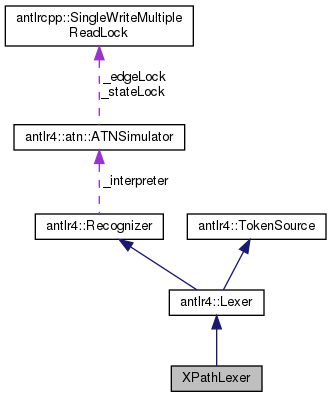 antlrcpp::SingleWriteMultiple
ReadLock
_edgeLock
_stateLock
antlr4::atn::ATNSimulator
_interpreter
antlr4::Recognizer
antlr4::TokenSource
antlr4::Lexer
XPathLexer